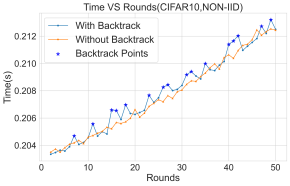 Time VS Rounds(CIFAR10,NON-IID)
With Backtrack
Without Backtrack
Backtrack Points
Time(s)
0.212
0.210
0.208
0.206
0.204
0 10 20 30 40 50
Rounds